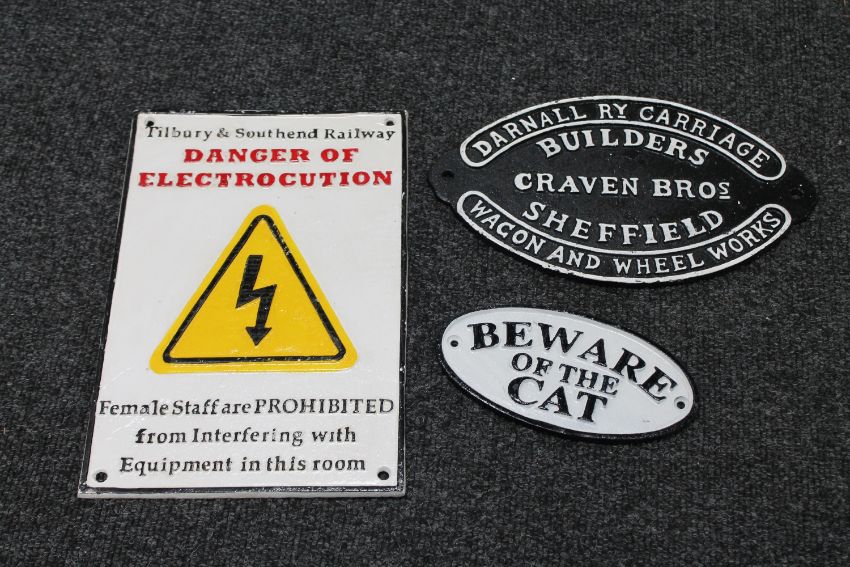 Tilbury & Southend Railway
DANGER OF
ELECTROCUTION
Female Staff are PROHIBITED
from Interfering with
Equipment in this room
DARNALL RY CARRIAGE
BUILDERS
CRAVEN BROS
SHEFFIELD
WAGON AND WHEEL WORKS
BEWARE
OF THE
CAT